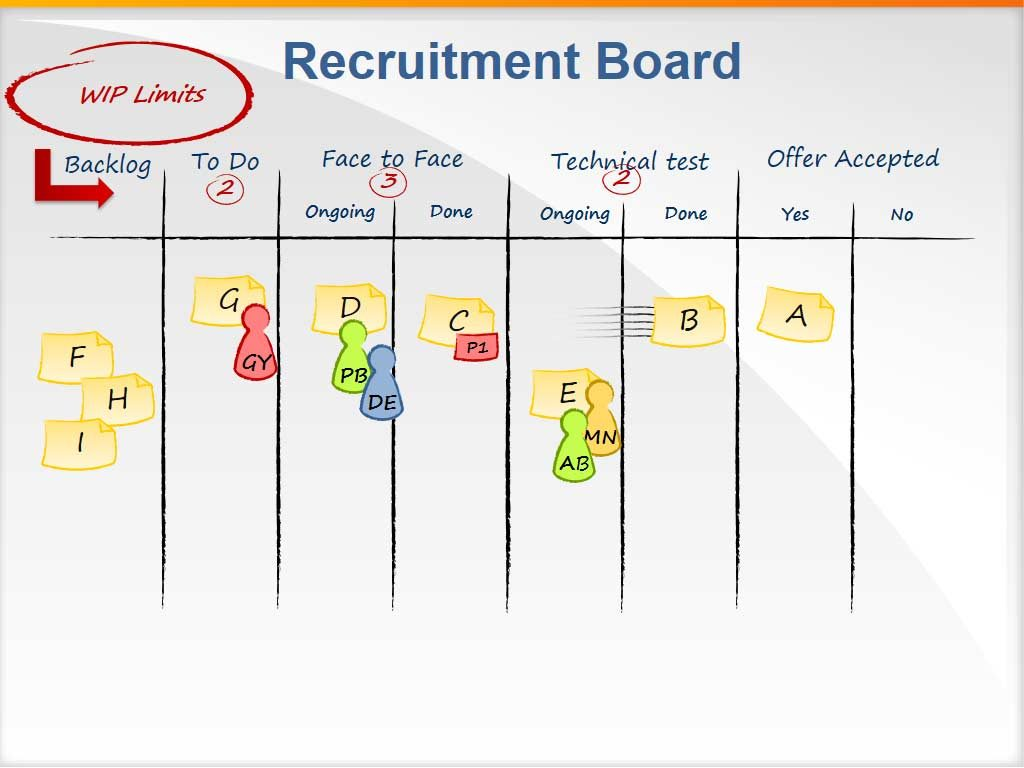 Recruitment Board
WIP Limits
Backlog
To Do
2
Face to Face
3
Ongoing
Done
Technical test
2
Ongoing
Done
Offer Accepted
Yes
No
F
H
I
G
GY
D
PB
DE
C
P1
E
MN
AB
B
A